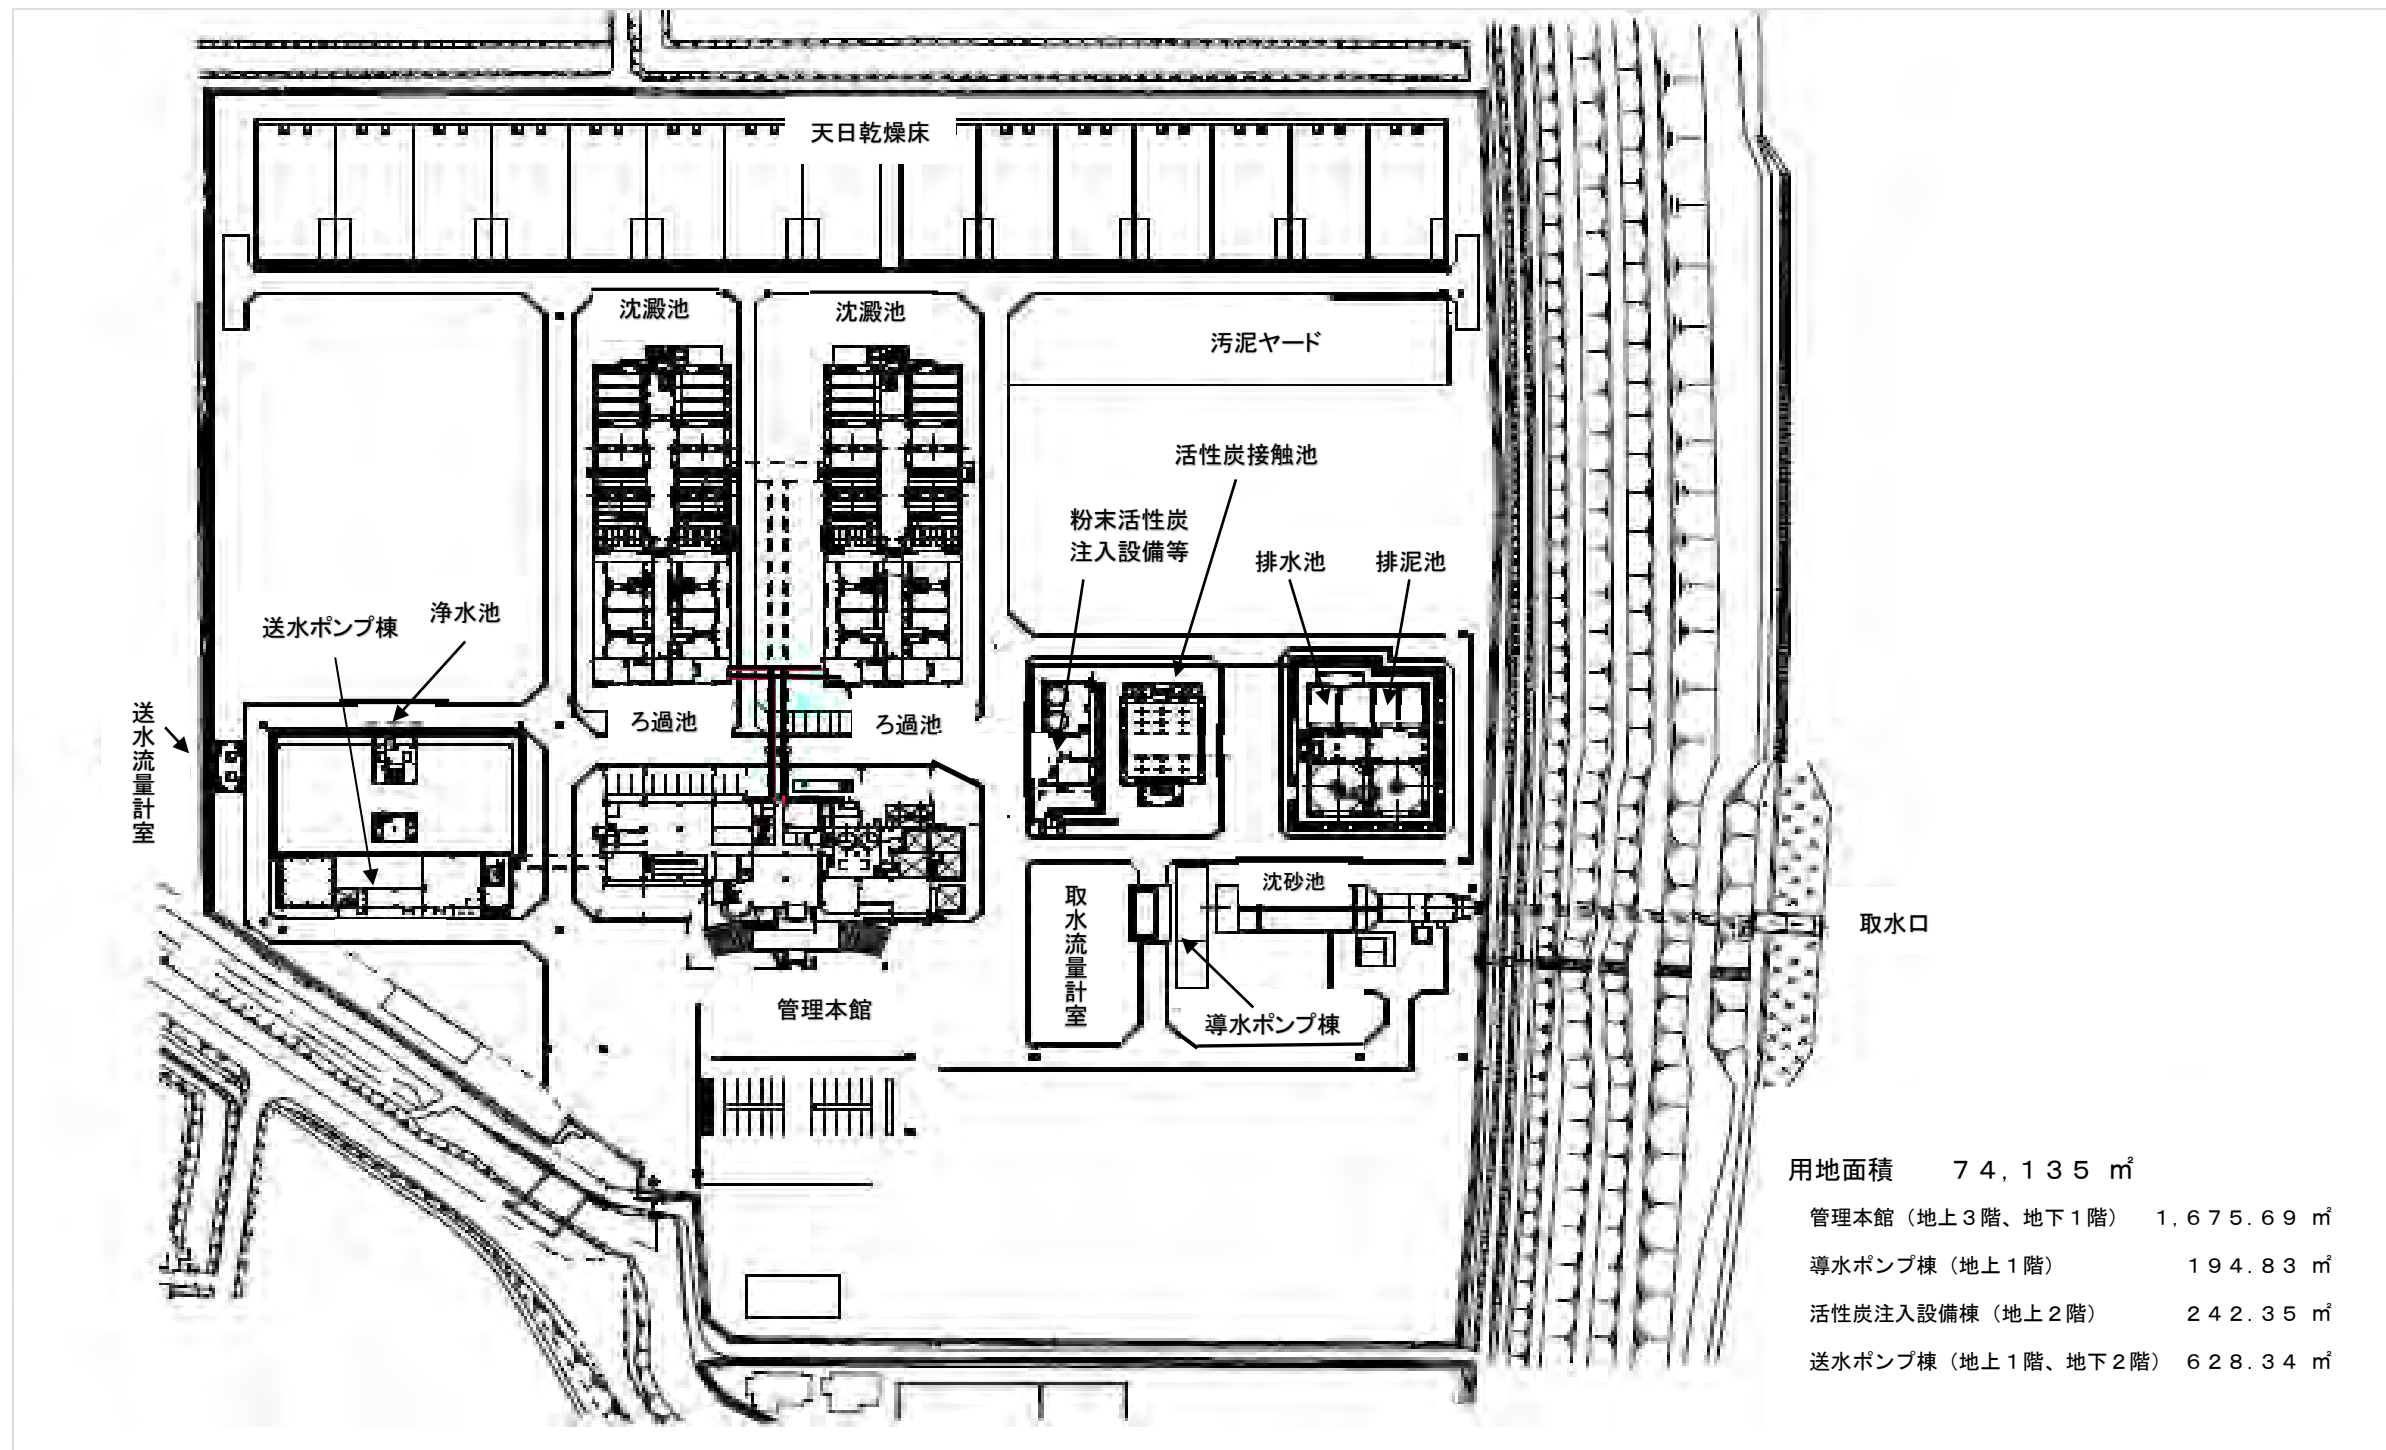 天日乾燥床
沈澱池
沈澱池
汚泥ヤード
活性炭接触池
粉末活性炭
注入設備等
排水池
排泥池
浄水池
送水ポンプ棟
送水流量計室
ろ過池
ろ過池
沈砂池
取水流量計室
取水口
管理本館
導水ポンプ棟
用地面積 ７４,１３５ ㎡
管理本館（地上３階、地下１階） １,６７５.６９ ㎡
導水ポンプ棟（地上１階） １９４.８３ ㎡
活性炭注入設備棟（地上２階） ２４２.３５ ㎡
送水ポンプ棟（地上１階、地下２階） ６２８.３４ ㎡